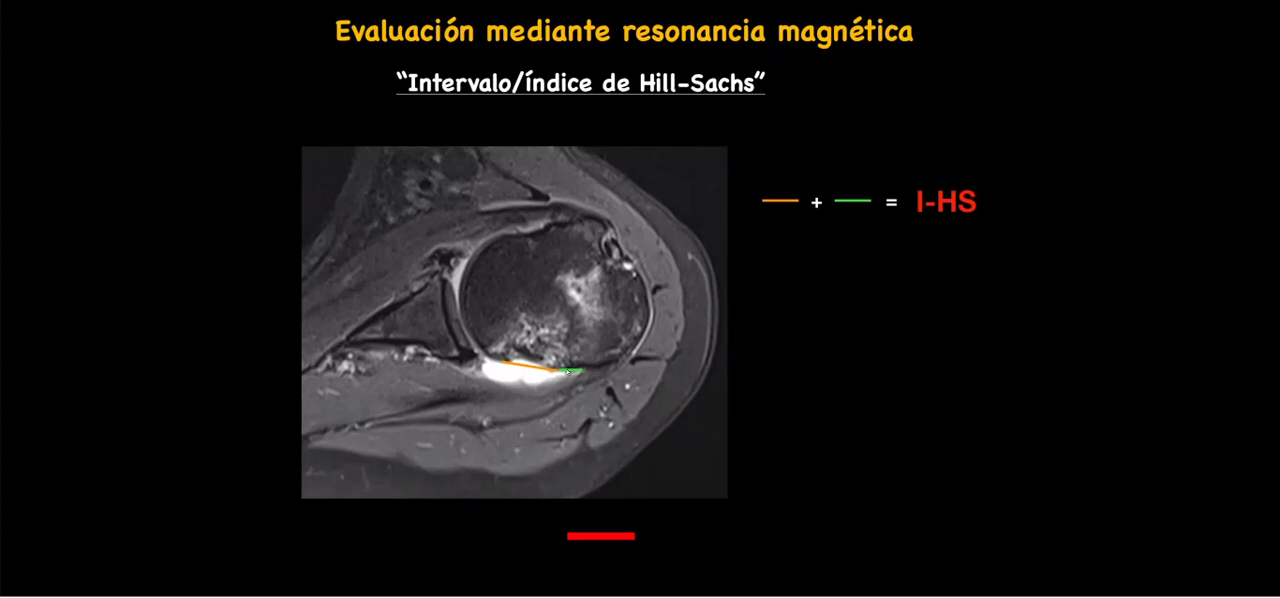 Evaluación mediante resonancia magnética
“Intervalo/índice de Hill-Sachs”
+ = I-HS